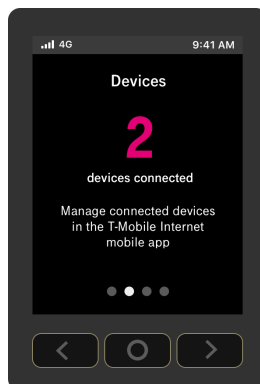 4G 9:41 AM
Devices
2
devices connected
Manage connected devices
in the T-Mobile Internet
mobile app